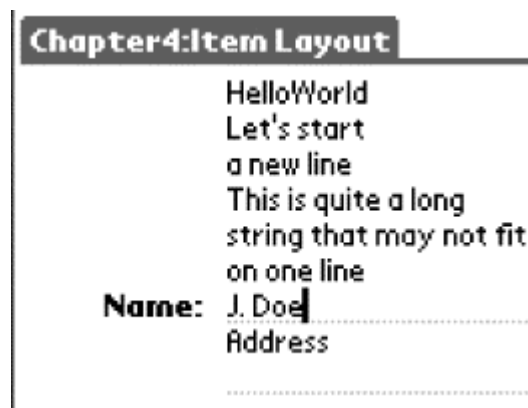 Chapter4:Item Layout
HelloWorld
Let's start
a new line
This is quite a long
string that may not fit
on one line
Name: J. Doe
Address